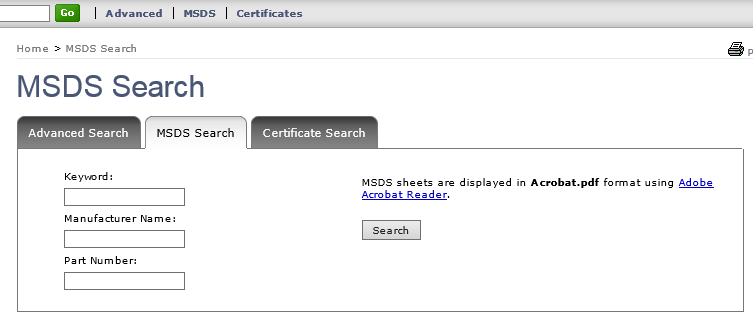 Go Advanced MSDS Certificates
Home > MSDS Search
MSDS Search
Advanced Search MSDS Search Certificate Search
Keyword:
Manufacturer Name:
Part Number:
MSDS sheets are displayed in Acrobat.pdf format using Adobe
Acrobat Reader.
Search